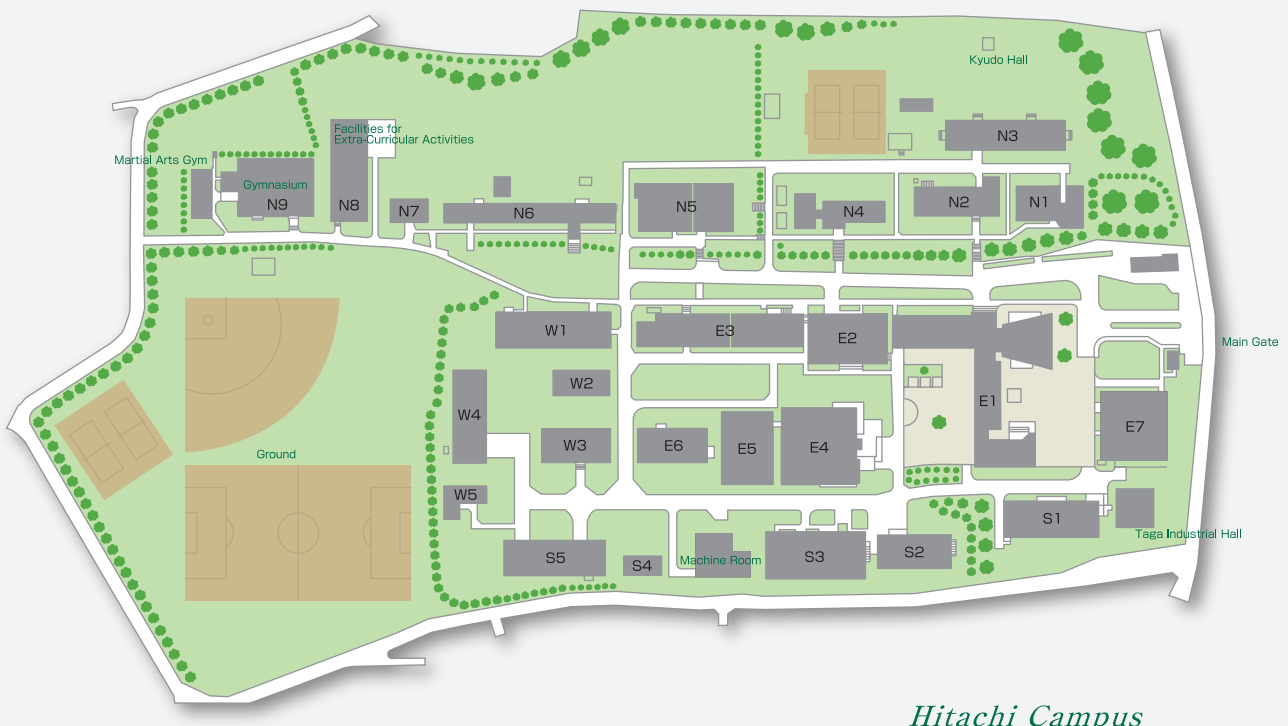 Kyudo Hall
Facilities for
Extra-Curricular Activities
N3
Martial Arts Gym
Gymnasium
N9
N8
N7
N6
N5
N4
N2
N1
W1
E3
E2
Main Gate
W2
E1
W4
W3
E6
E5
E4
E7
Ground
W5
S1
Taga Industrial Hall
S5
S4
Machine Room
S3
S2
Hitachi Campus